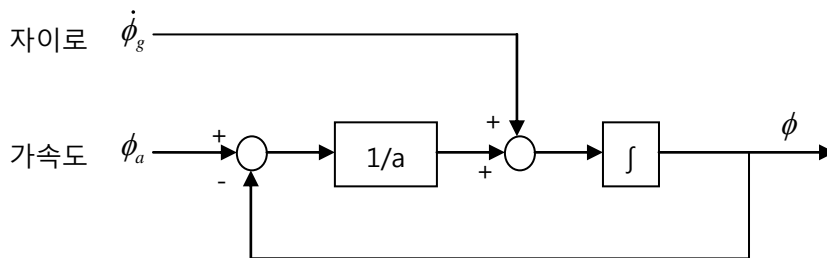 자이로 ϕ̇g
+
ϕ
+
가속도 ϕa
1/a
∫
+
-